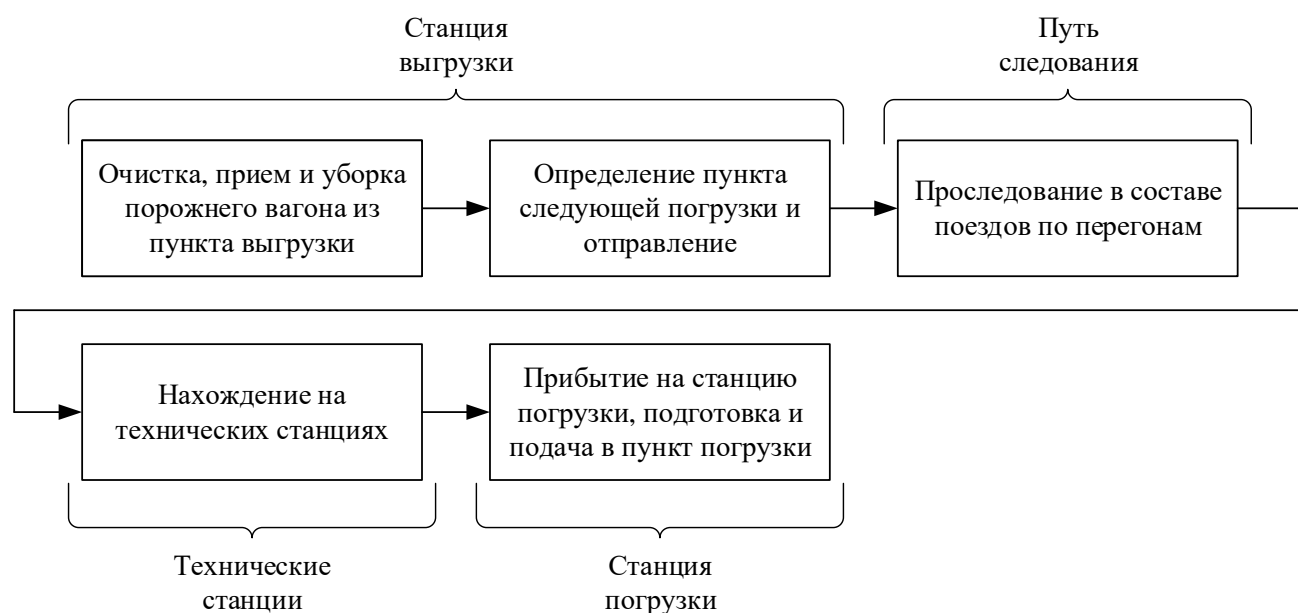 Станция
выгрузки
Путь
следования
Очистка, прием и уборка
порожнего вагона из
пункта выгрузки
Определение пункта
следующей погрузки и
отправление
Проследование в составе
поездов по перегонам
Нахождение на
технических станциях
Прибытие на станцию
погрузки, подготовка и
подача в пункт погрузки
Технические
станции
Станция
погрузки